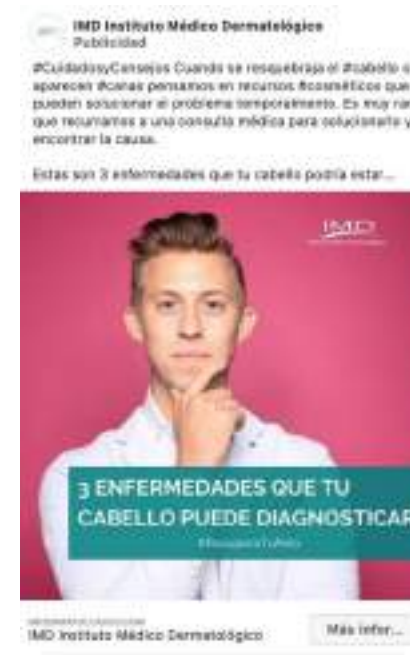 IMD Instituto Médico Dermatológico
Publicidad
#CuidadosyConsejos Cuando se resquebraja el #cabello o
aparecen #canas pensamos en recursos #cosméticos que
pueden solucionar el problema temporalmente. Es muy rar
que recurramos a una consulta médica para solucionarlo y
encontrar la causa.
Estas son 3 enfermedades que tu cabello podría estar...
IMD
3 ENFERMEDADES QUE TU
CABELLO PUEDE DIAGNOSTICAR
IMD Instituto Médico Dermatológico
Más infor...